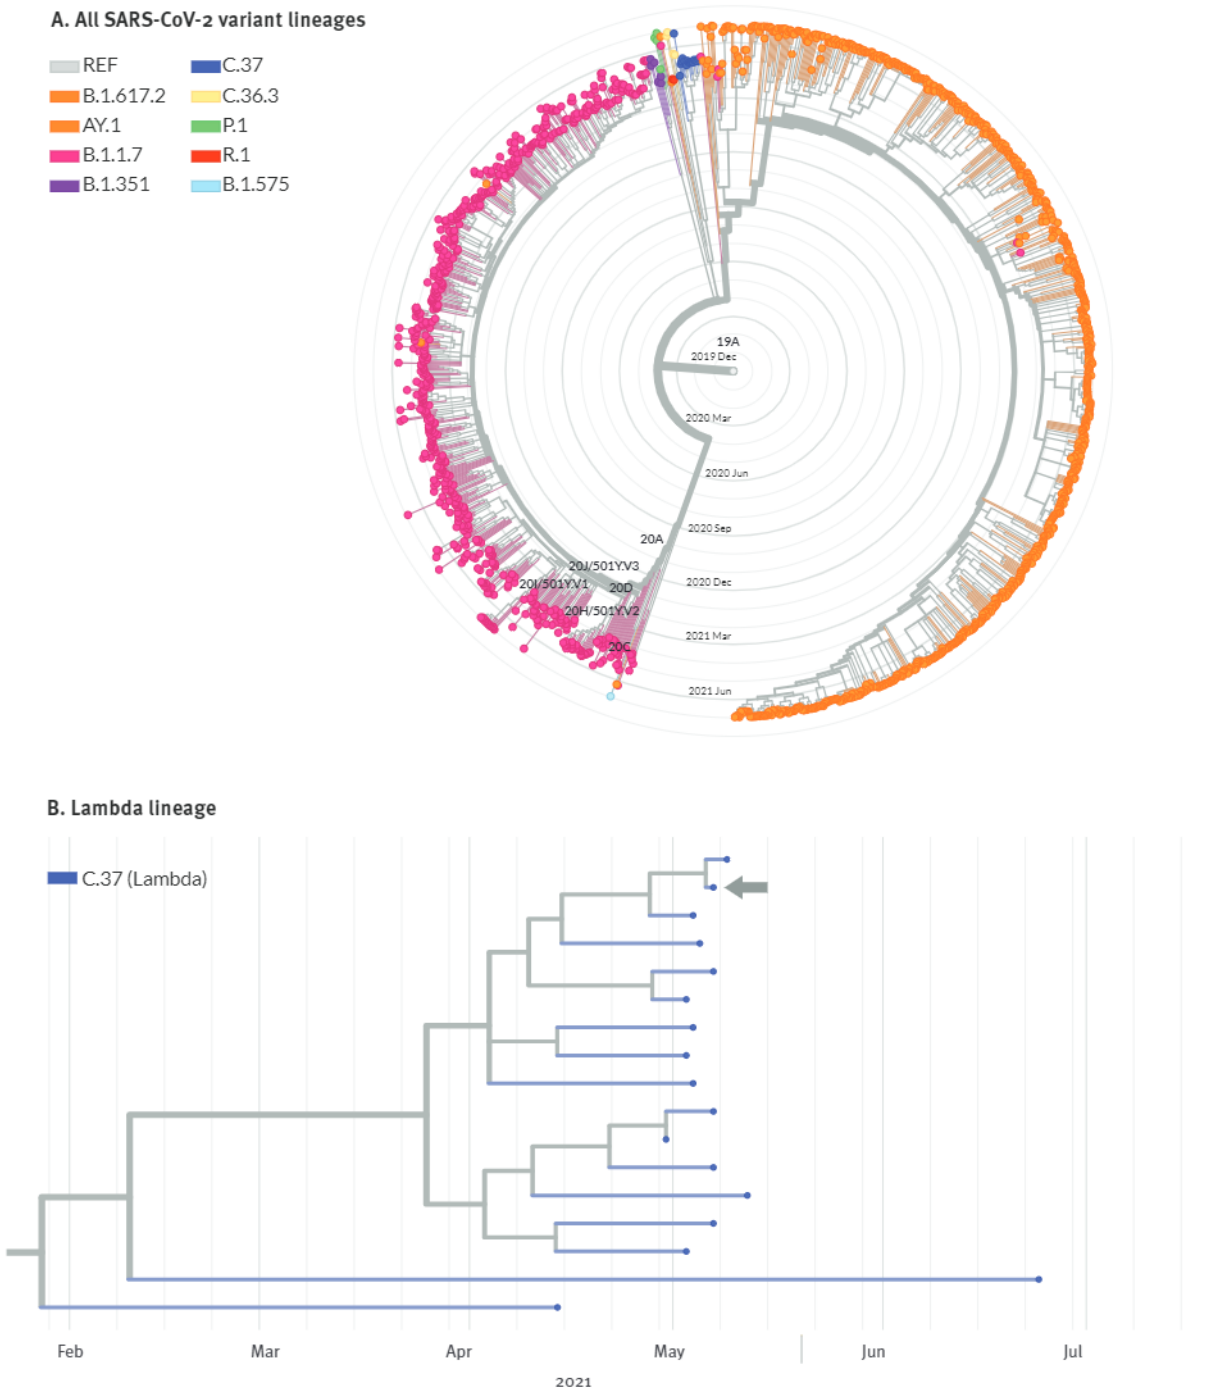 A. All SARS-CoV-2 variant lineages
REF
C.37
B.1.617.2
C.36.3
AY.1
P.1
B.1.1.7
R.1
B.1.351
B.1.575
19A
2019 Dec
2020 Mar
2020 Jun
2020 Sep
20A
20J/501Y.V3
2020 Dec
20I/501Y.V1
20D
20H/501Y.V2
2021 Mar
20C
2021 Jun
B. Lambda lineage
C.37 (Lambda)
Feb Mar Apr May Jun Jul
2021